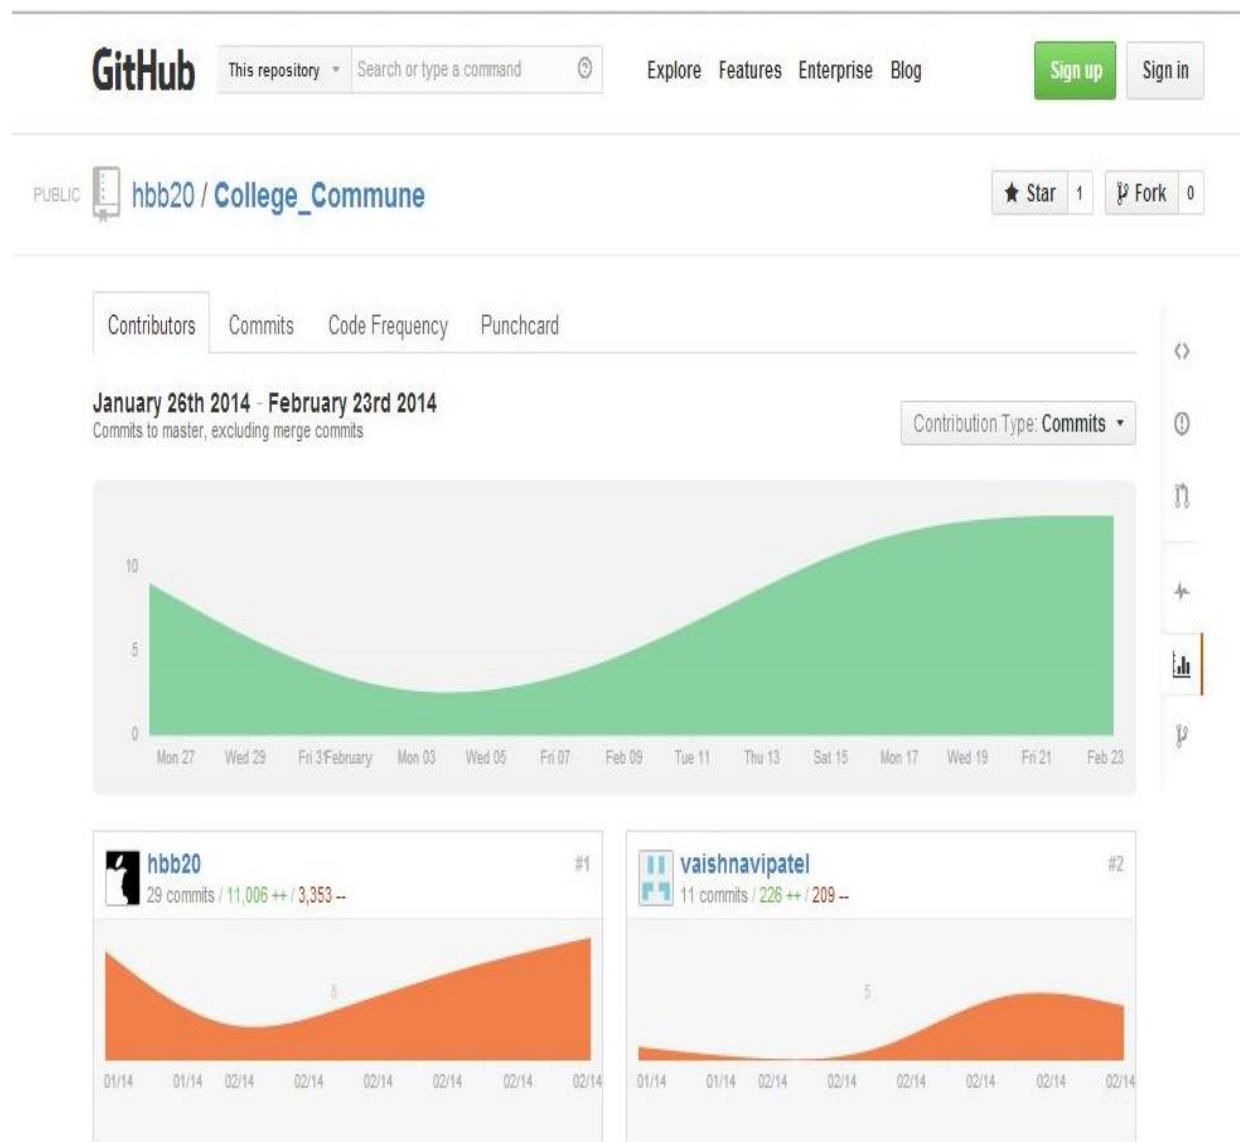 GitHub This repository Search or type a command Explore Features Enterprise Blog Sign up Sign in
PUBLIC hbb20 / College_Commune Star 1 Fork 0
Contributors Commits Code Frequency Punchcard
January 26th 2014 - February 23rd 2014
Commits to master, excluding merge commits
Contribution Type: Commits
10
5
0
Mon 27 Wed 29 Fri 31 February Mon 03 Wed 05 Fri 07 Feb 09 Tue 11 Thu 13 Sat 15 Mon 17 Wed 19 Fri 21 Feb 23
hbb20 #1
29 commits / 11,006 ++ / 3,353 --
5
01/14 01/14 02/14 02/14 02/14 02/14 02/14 02/14
vaishnavipatel #2
11 commits / 226 ++ / 209 --
5
01/14 01/14 02/14 02/14 02/14 02/14 02/14 02/14